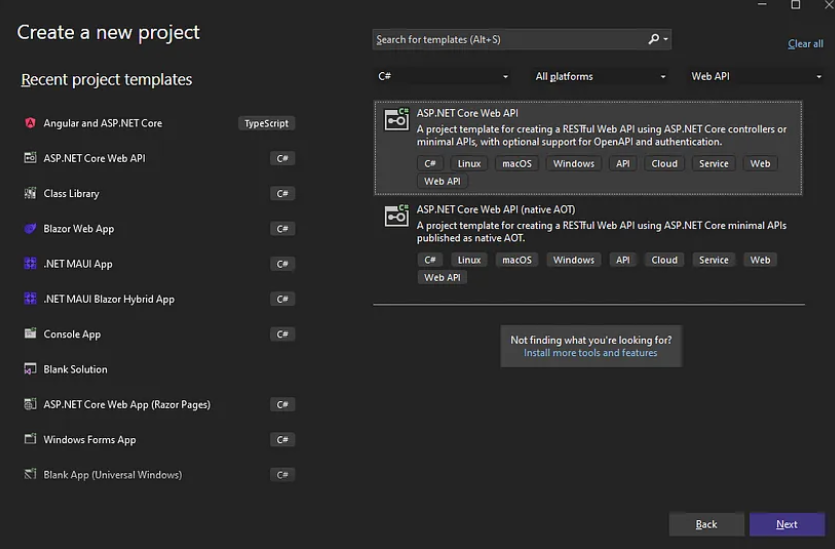 Create a new project
Search for templates (Alt+S)
Clear all
Recent project templates
C#
All platforms
Web API
Angular and ASP.NET Core
TypeScript
ASP.NET Core Web API
C#
Class Library
C#
Blazor Web App
C#
.NET MAUI App
C#
.NET MAUI Blazor Hybrid App
C#
Console App
C#
Blank Solution
ASP.NET Core Web App (Razor Pages)
C#
Windows Forms App
C#
Blank App (Universal Windows)
C#
ASP.NET Core Web API
A project template for creating a RESTful Web API using ASP.NET Core controllers or
minimal APIs, with optional support for OpenAPI and authentication.
C# Linux macOS Windows API Cloud Service Web
Web API
ASP.NET Core Web API (native AOT)
A project template for creating a RESTful Web API using ASP.NET Core minimal APIs
published as native AOT.
C# Linux macOS Windows API Cloud Service Web
Web API
Not finding what you're looking for?
Install more tools and features
Back
Next